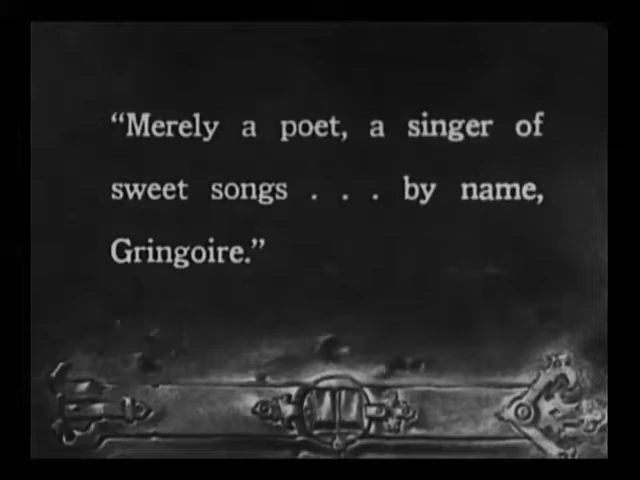 “Merely a poet, a singer of
sweet songs . . . by name,
Gringoire.”